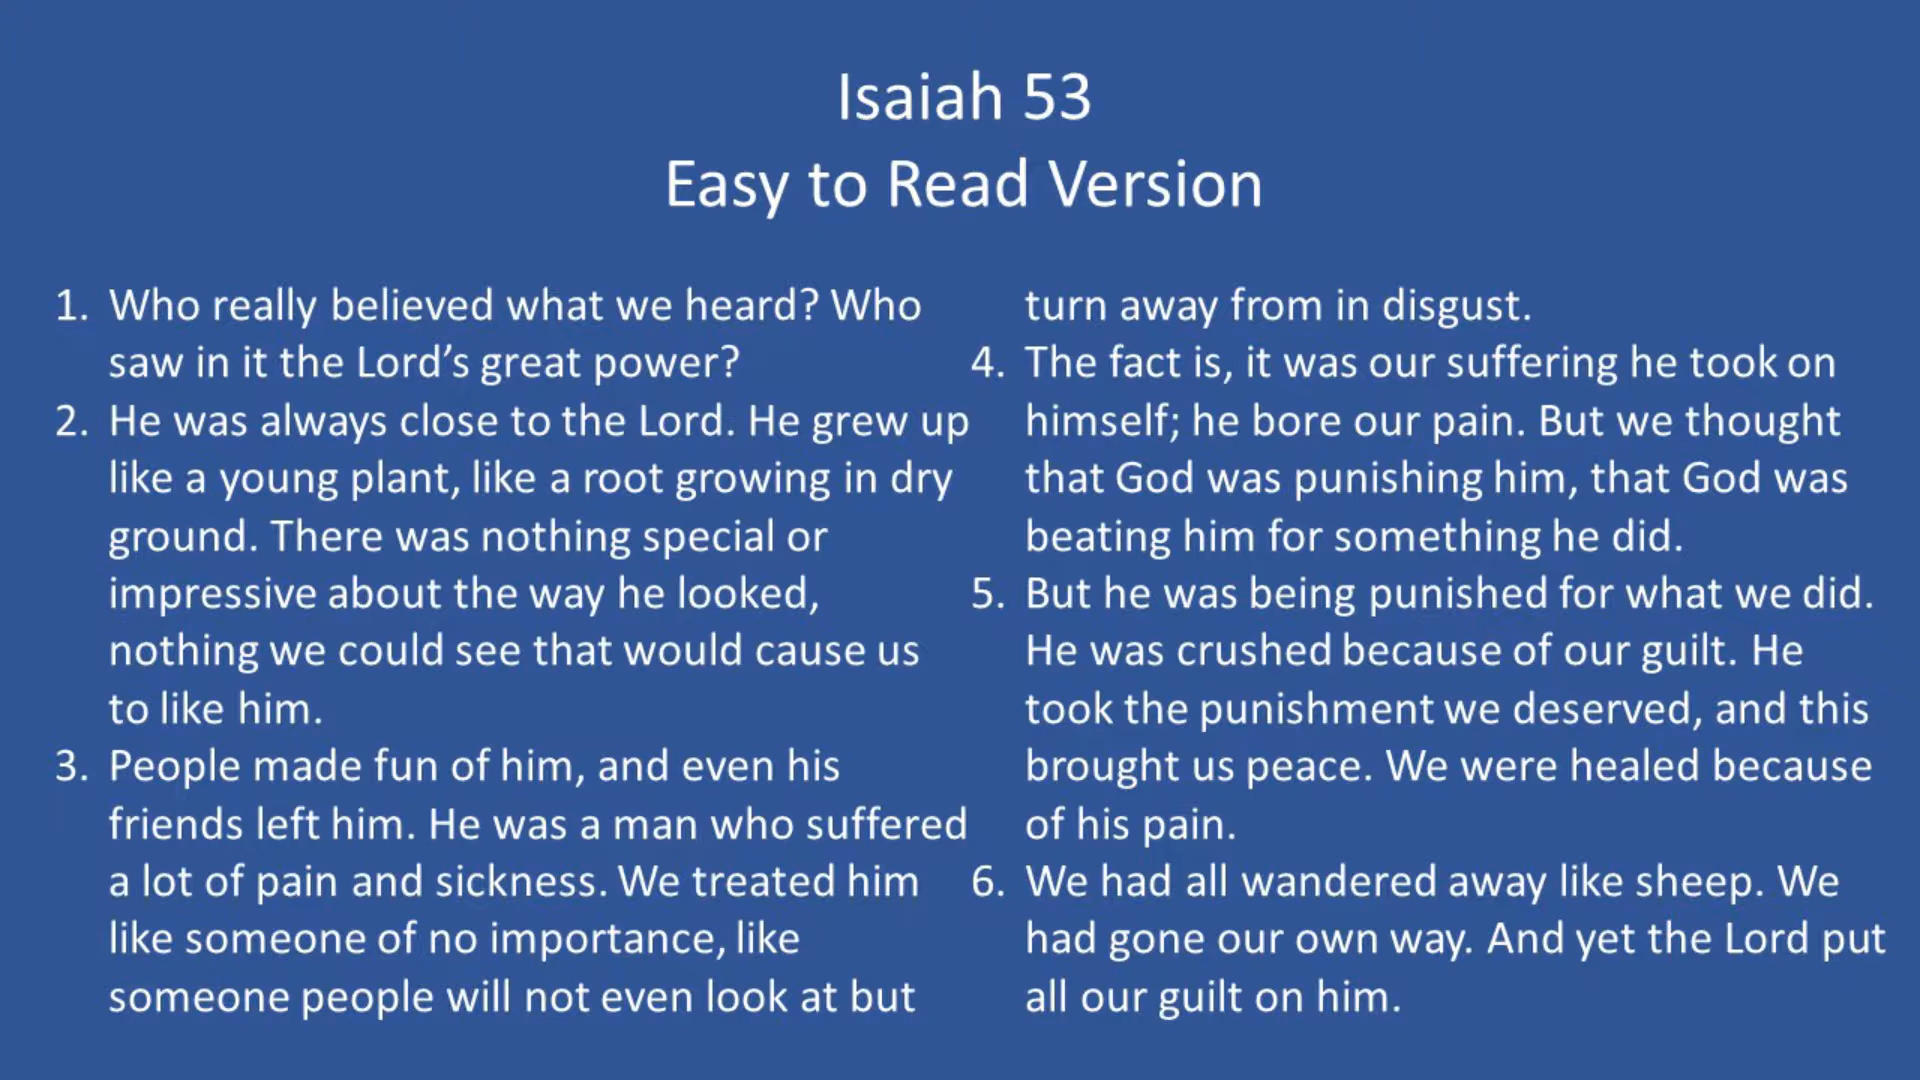 Isaiah 53
Easy to Read Version
1. Who really believed what we heard? Who
saw in it the Lord’s great power?
2. He was always close to the Lord. He grew up
like a young plant, like a root growing in dry
ground. There was nothing special or
impressive about the way he looked,
nothing we could see that would cause us
to like him.
3. People made fun of him, and even his
friends left him. He was a man who suffered
a lot of pain and sickness. We treated him
like someone of no importance, like
someone people will not even look at but
turn away from in disgust.
4. The fact is, it was our suffering he took on
himself; he bore our pain. But we thought
that God was punishing him, that God was
beating him for something he did.
5. But he was being punished for what we did.
He was crushed because of our guilt. He
took the punishment we deserved, and this
brought us peace. We were healed because
of his pain.
6. We had all wandered away like sheep. We
had gone our own way. And yet the Lord put
all our guilt on him.